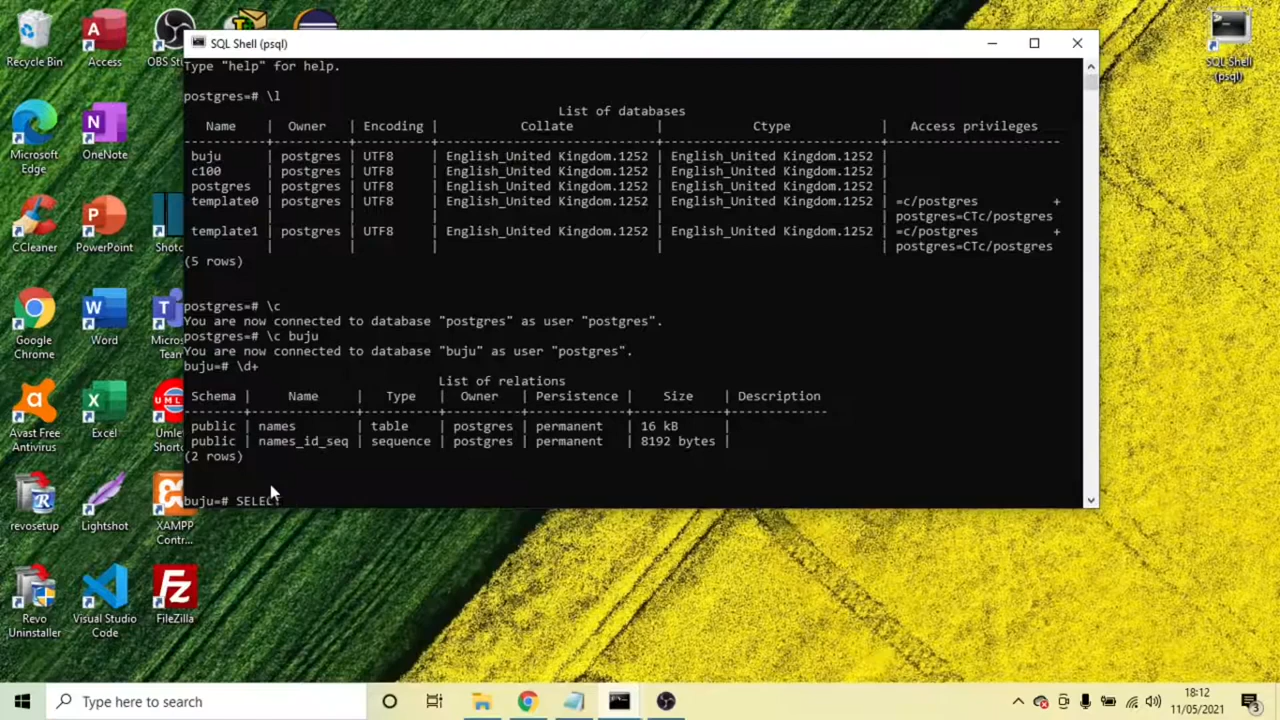 Recycle Bin
Access
OBS St
SQL Shell (psql)
SQL Shell
(psql)
Type "help" for help.
postgres=# \l
List of databases
Name | Owner | Encoding | Collate | Ctype | Access privileges
buju | postgres | UTF8 | English_United Kingdom.1252 | English_United Kingdom.1252 |
c100 | postgres | UTF8 | English_United Kingdom.1252 | English_United Kingdom.1252 |
postgres | postgres | UTF8 | English_United Kingdom.1252 | English_United Kingdom.1252 |
template0 | postgres | UTF8 | English_United Kingdom.1252 | English_United Kingdom.1252 | =c/postgres +
| | | | | postgres=CTc/postgres
template1 | postgres | UTF8 | English_United Kingdom.1252 | English_United Kingdom.1252 | =c/postgres +
| | | | | postgres=CTc/postgres
(5 rows)
postgres=# \c
You are now connected to database "postgres" as user "postgres".
postgres=# \c buju
You are now connected to database "buju" as user "postgres".
buju=# \d+
List of relations
Schema | Name | Type | Owner | Persistence | Size | Description
public | names | table | postgres | permanent | 16 kB |
public | names_id_seq | sequence | postgres | permanent | 8192 bytes |
(2 rows)
buju=# SELECT
Microsoft
Edge
OneNote
CCleaner
PowerPoint
Shotc
Google
Chrome
Word
Micros
Team
Avast Free
Antivirus
Excel
Umle
Shortc
revosetup
Lightshot
XAMPP
Contr...
Revo
Uninstaller
Visual Studio
Code
FileZilla
Type here to search
18:12
11/05/2021
3